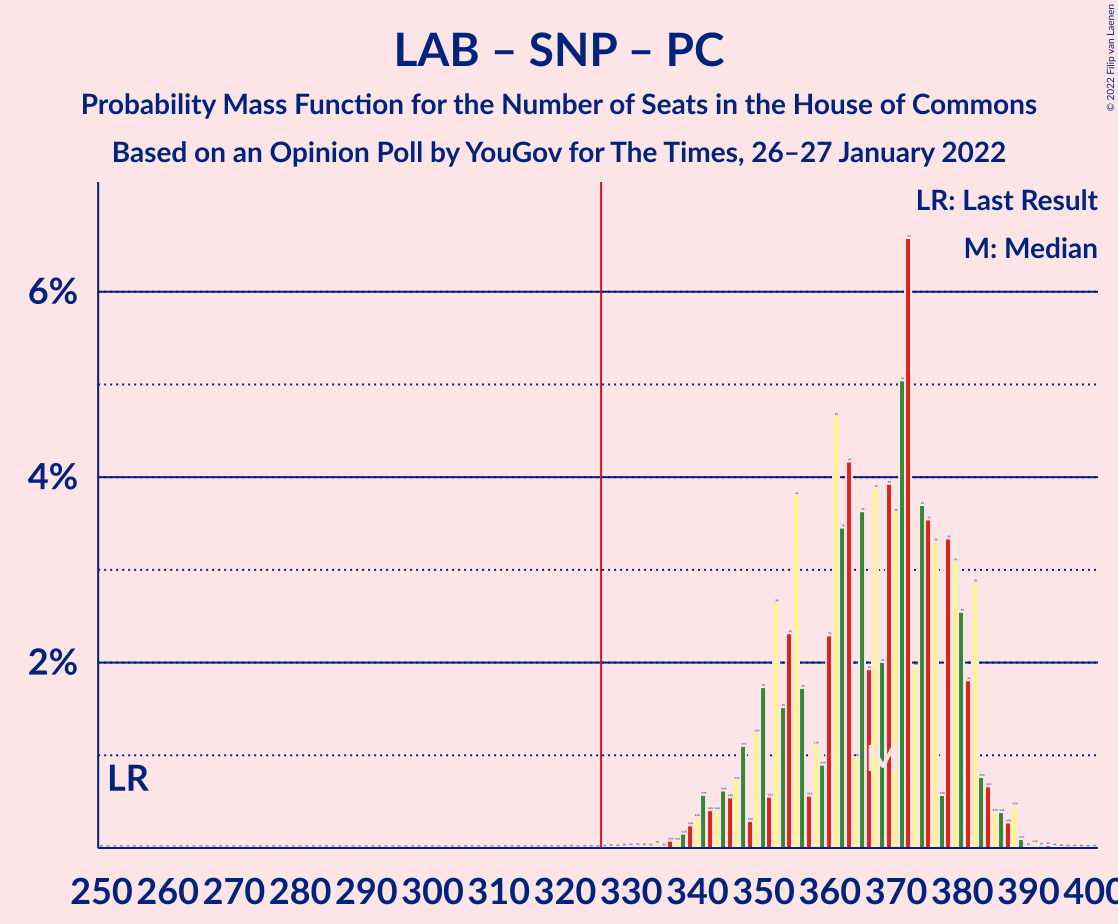 LAB – SNP – PC
Probability Mass Function for the Number of Seats in the House of Commons
Based on an Opinion Poll by YouGov for The Times, 26–27 January 2022
© 2022 Filip van Laenen
LR: Last Result
M: Median
6%
4%
2%
LR
M
250 260 270 280 290 300 310 320 330 340 350 360 370 380 390 400